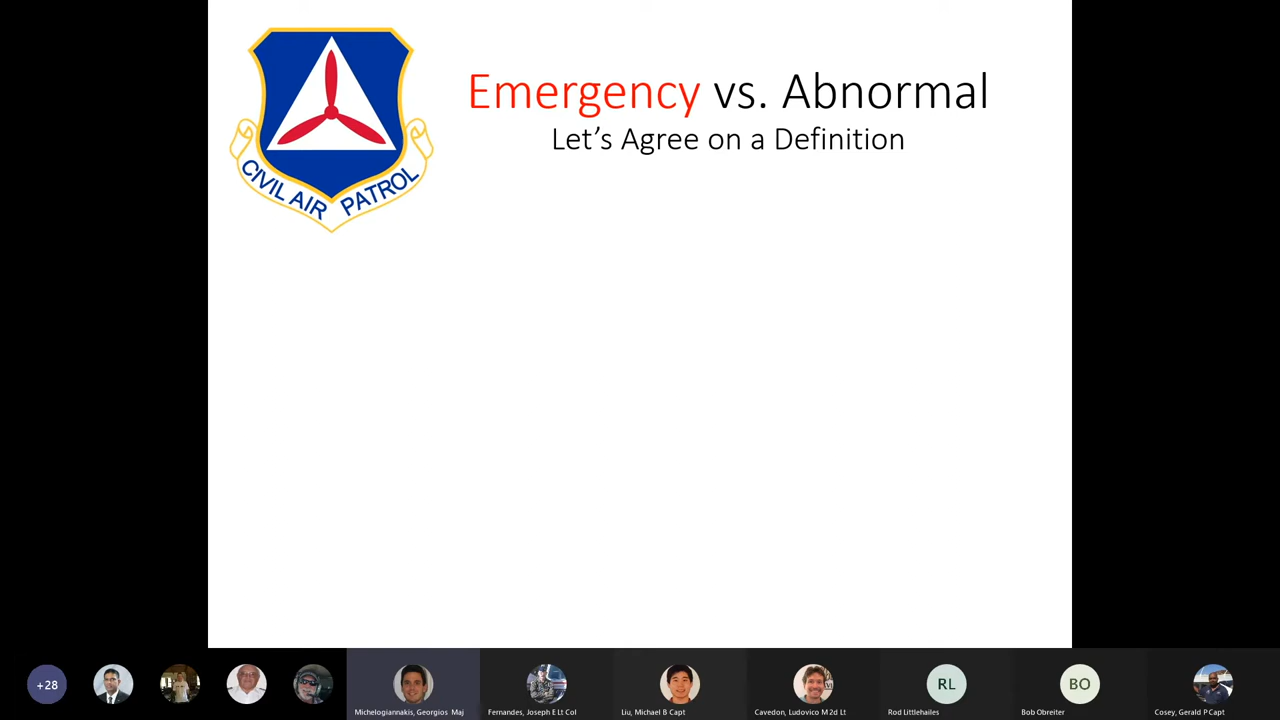 Emergency vs. Abnormal
Let's Agree on a Definition
CIVIL AIR PATROL
+28
Michelogiannakis, Georgios Maj
Fernandes, Joseph E Lt Col
Liu, Michael B Capt
Cavedon, Ludovico M 2d Lt
RL
Rod Littlehailes
BO
Bob Obreiter
Cosey, Gerald P Capt